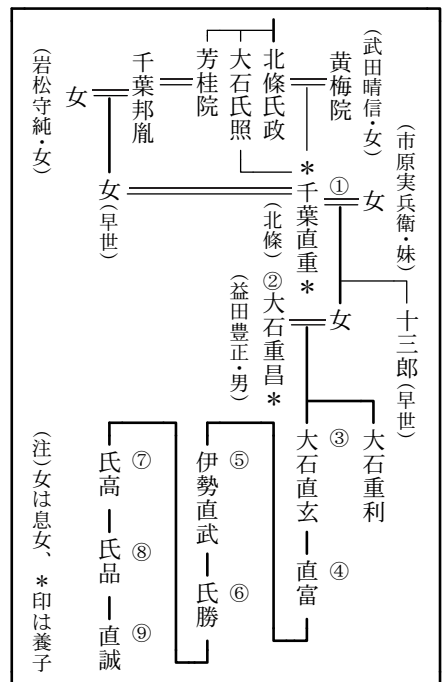 (武田晴信・女)
黄梅院
北條氏政
大石氏照
芳桂院
千葉邦胤
女
(岩松守純・女)
(市原実兵衛・妹)
女
①
*千葉直重*
(北條)
女(早世)
十三郎(早世)
女
②大石重昌*
(益田豊正・男)
大石重利
③
大石直玄
④
直富
⑤
伊勢直武
⑥
氏勝
⑦
氏高
⑧
氏品
⑨
直誠
(注)女は息女、*印は養子